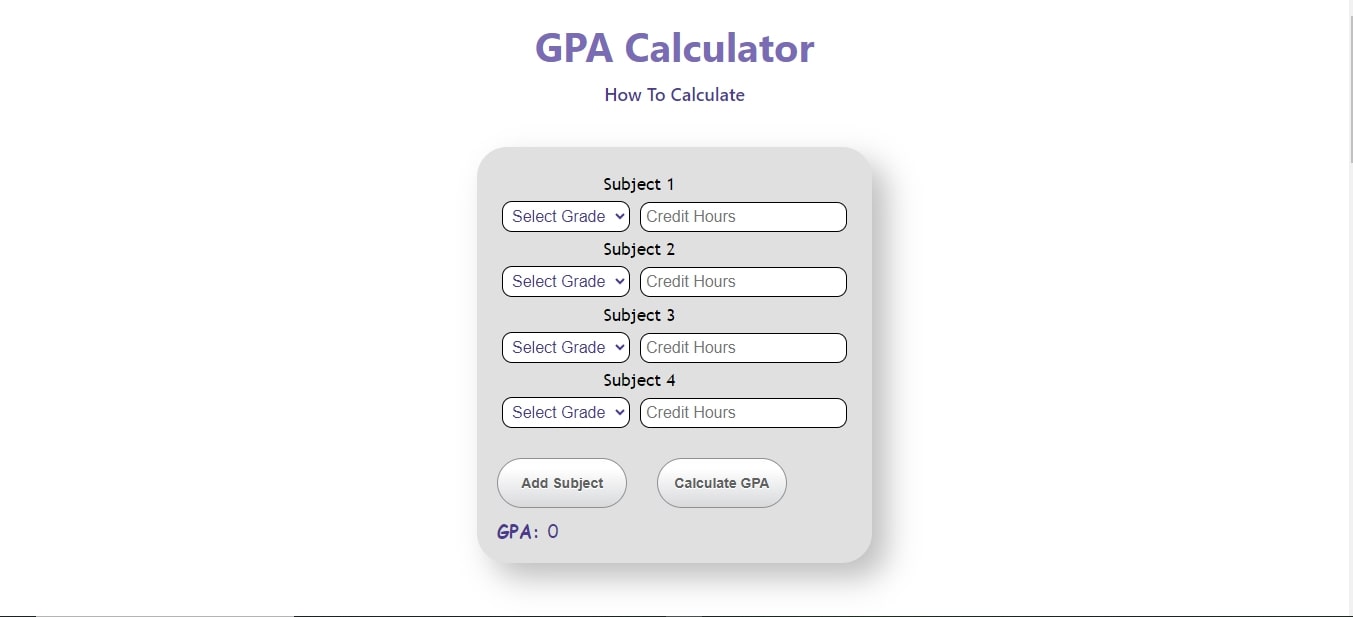 GPA Calculator
How To Calculate
Subject 1
Select Grade Credit Hours
Subject 2
Select Grade Credit Hours
Subject 3
Select Grade Credit Hours
Subject 4
Select Grade Credit Hours
Add Subject Calculate GPA
GPA: 0